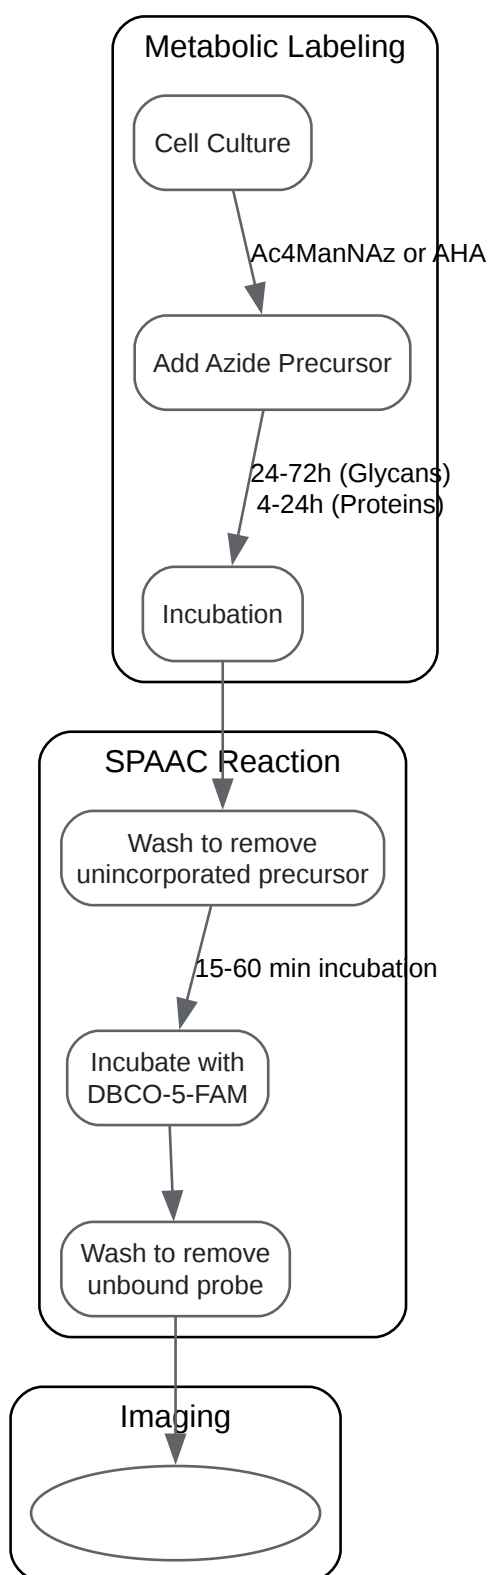 Metabolic Labeling
Cell Culture
Ac4ManNAz or AHA
Add Azide Precursor
24-72h (Glycans)
4-24h (Proteins)
Incubation
SPAAC Reaction
Wash to remove
unincorporated precursor
15-60 min incubation
Incubate with
DBCO-5-FAM
Wash to remove
unbound probe
Imaging